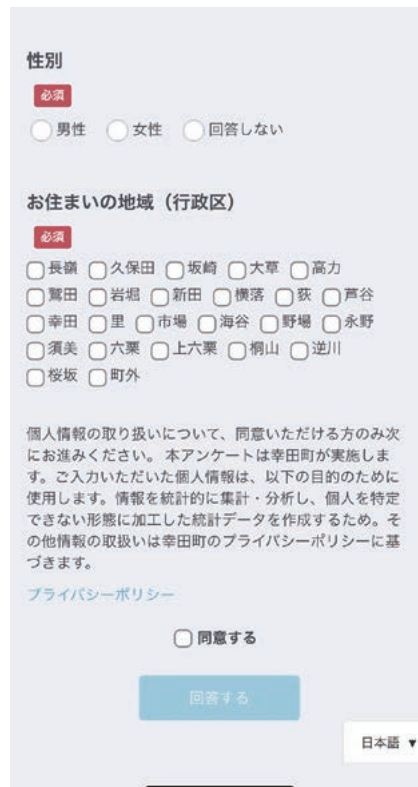 性別
必須
男性 女性 回答しない
お住まいの地域（行政区）
必須
長嶺 久保田 坂崎 大草 高力
鷲田 岩堀 新田 横落 荻 芦谷
幸田 里 市場 海谷 野場 永野
須美 六栗 上六栗 桐山 逆川
桜坂 町外
個人情報の取り扱いについて、同意いただける方のみ次
にお進みください。 本アンケートは幸田町が実施しま
す。ご入力いただいた個人情報は、以下の目的のために
使用します。情報を統計的に集計・分析し、個人を特定
できない形態に加工した統計データを作成するため。そ
の他情報の取扱いは幸田町のプライバシーポリシーに基
づきます。
プライバシーポリシー
同意する
回答する
日本語 ▼